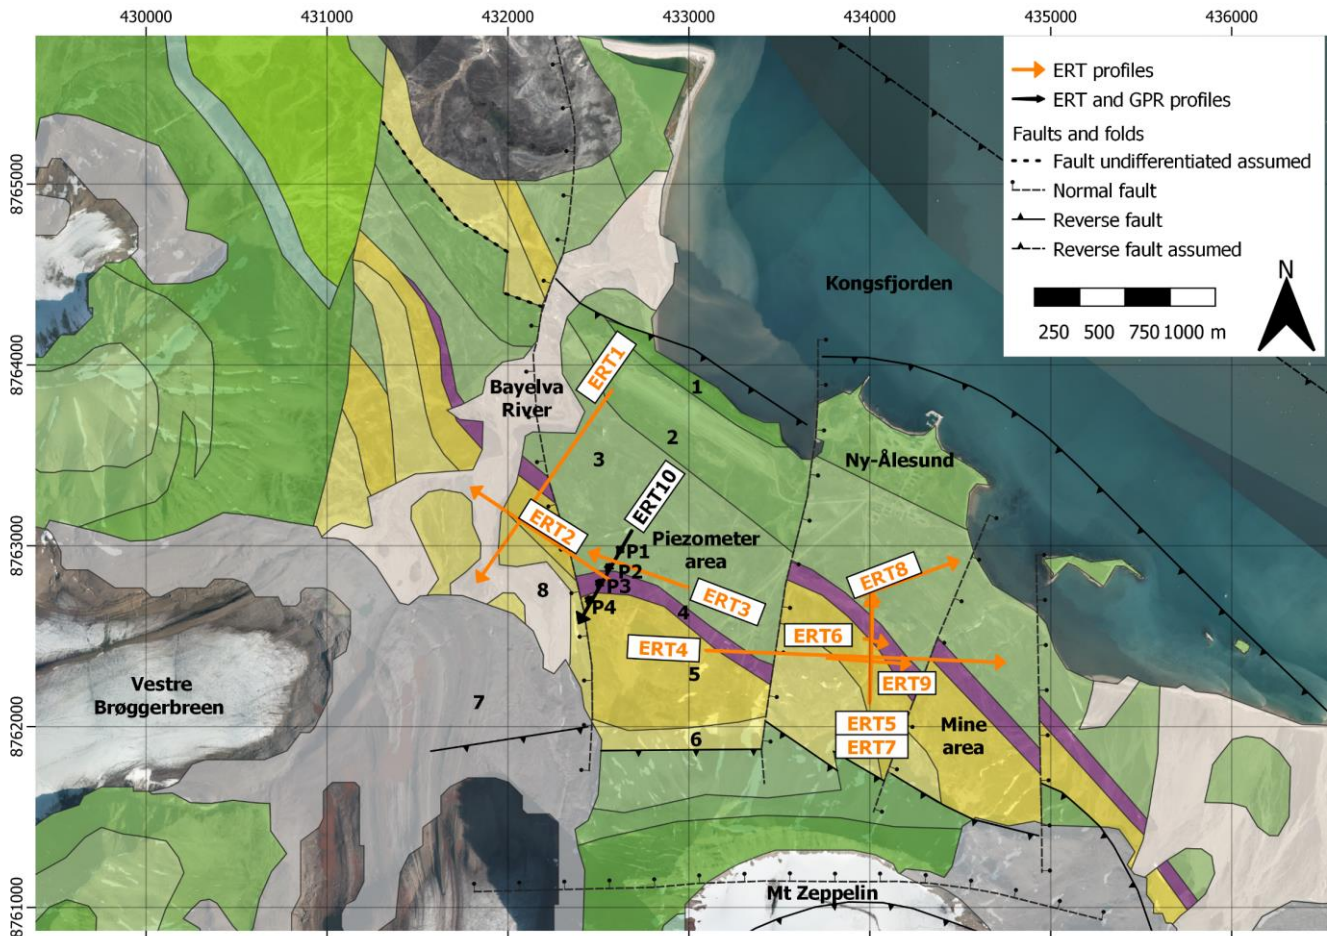 430000
431000
432000
433000
434000
435000
436000
8765000
8764000
8763000
8762000
8761000
ERT profiles
ERT and GPR profiles
Faults and folds
Fault undifferentiated assumed
Normal fault
Reverse fault
Reverse fault assumed
N
250 500 750 1000 m
Kongsfjorden
ERT1
Bayelva
River
1
2
3
Ny-Ålesund
ERT10
ERT2
Piezometer
area
P1
P2
P3
P4
ERT8
ERT3
8
4
ERT6
ERT4
5
ERT9
Vestre
Brøggerbreen
7
6
ERT5
ERT7
Mine
area
Mt Zeppelin